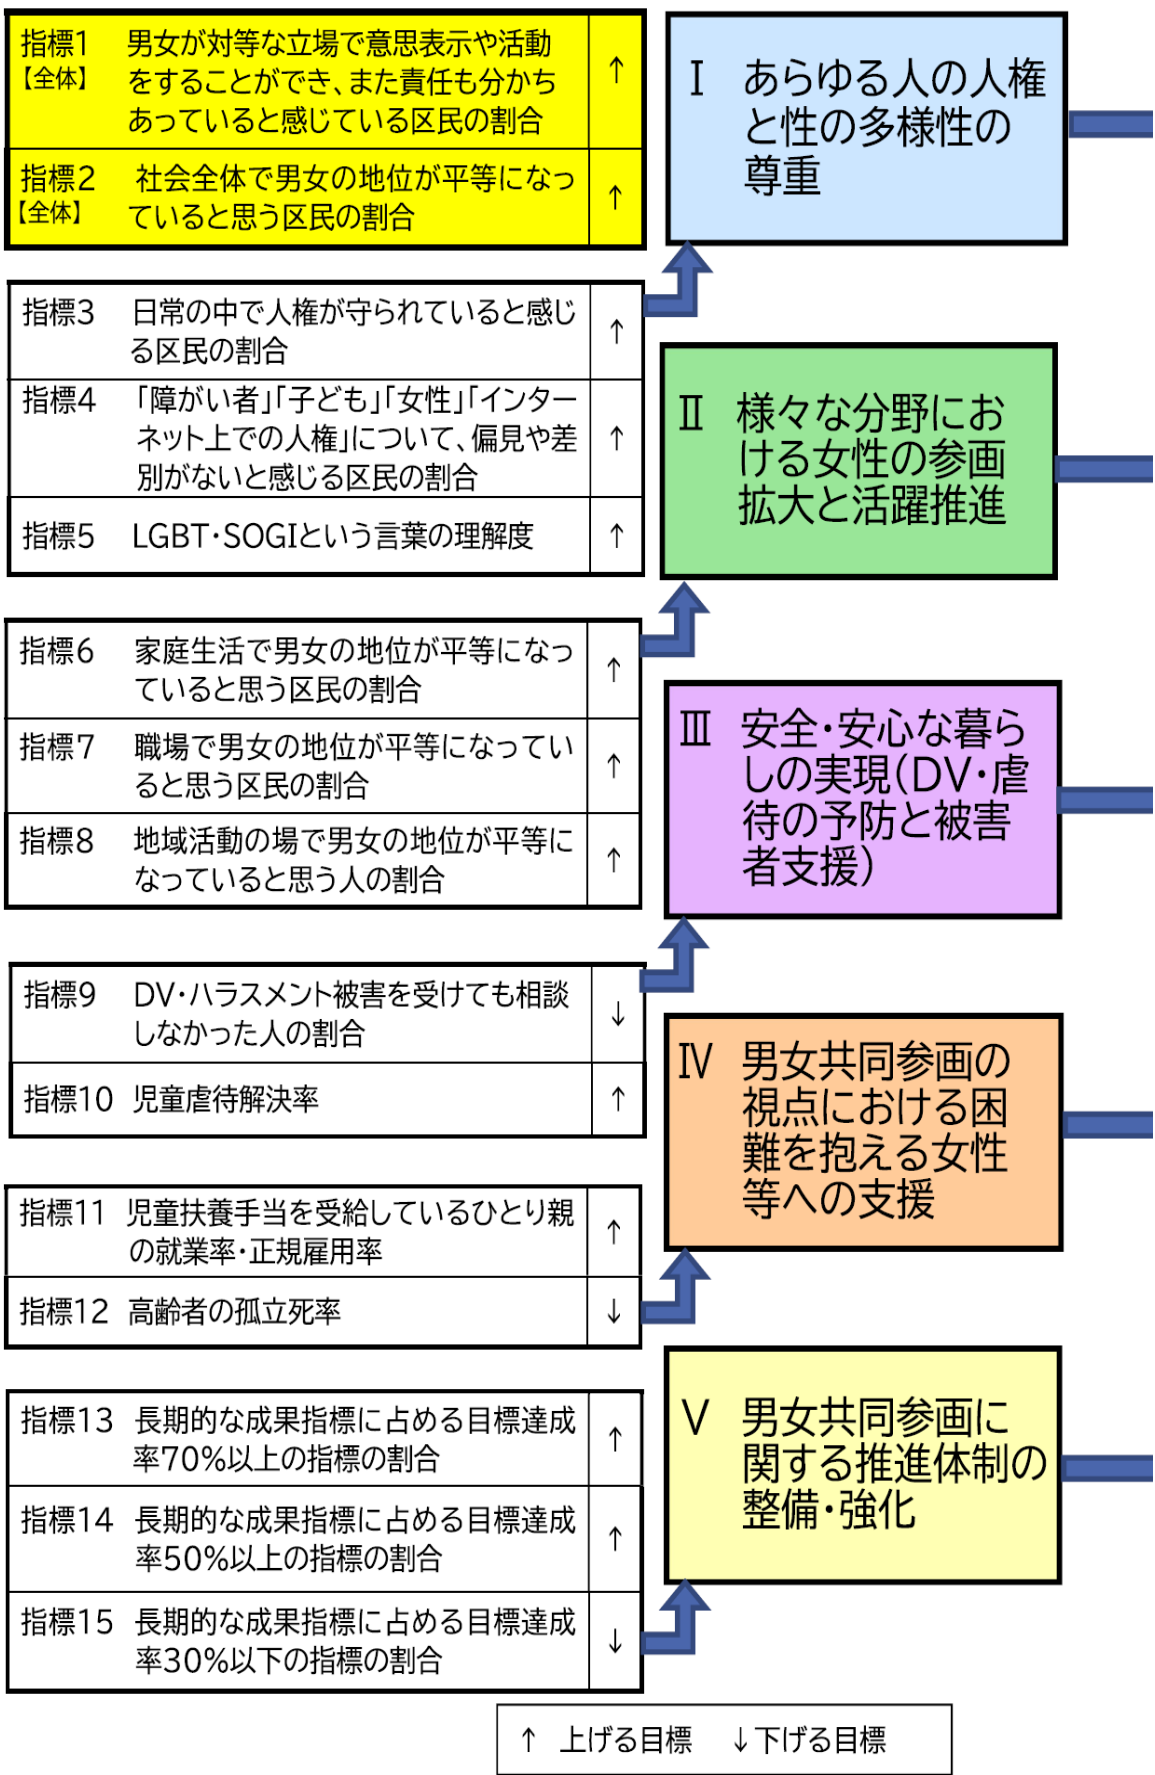 指標1 男女が対等な立場で意思表示や活動
【全体】 をすることができ、また責任も分かち
あっていると感じている区民の割合
↑
指標2 社会全体で男女の地位が平等になっ
【全体】 ていると思う区民の割合
↑
Ⅰ あらゆる人の人権
と性の多様性の
尊重
指標3 日常の中で人権が守られていると感じ
る区民の割合
↑
指標4 「障がい者」「子ども」「女性」「インター
ネット上での人権」について、偏見や差
別がないと感じる区民の割合
↑
指標5 LGBT・SOGIという言葉の理解度
↑
Ⅱ 様々な分野にお
ける女性の参画
拡大と活躍推進
指標6 家庭生活で男女の地位が平等になっ
ていると思う区民の割合
↑
指標7 職場で男女の地位が平等になってい
ると思う区民の割合
↑
指標8 地域活動の場で男女の地位が平等に
なっていると思う人の割合
↑
Ⅲ 安全・安心な暮ら
しの実現(DV・虐
待の予防と被害
者支援)
指標9 DV・ハラスメント被害を受けても相談
しなかった人の割合
↓
指標10 児童虐待解決率
↑
Ⅳ 男女共同参画の
視点における困
難を抱える女性
等への支援
指標11 児童扶養手当を受給しているひとり親
の就業率・正規雇用率
↑
指標12 高齢者の孤立死率
↓
Ⅴ 男女共同参画に
関する推進体制の
整備・強化
指標13 長期的な成果指標に占める目標達成
率70%以上の指標の割合
↑
指標14 長期的な成果指標に占める目標達成
率50%以上の指標の割合
↑
指標15 長期的な成果指標に占める目標達成
率30%以下の指標の割合
↓
↑ 上げる目標 ↓下げる目標